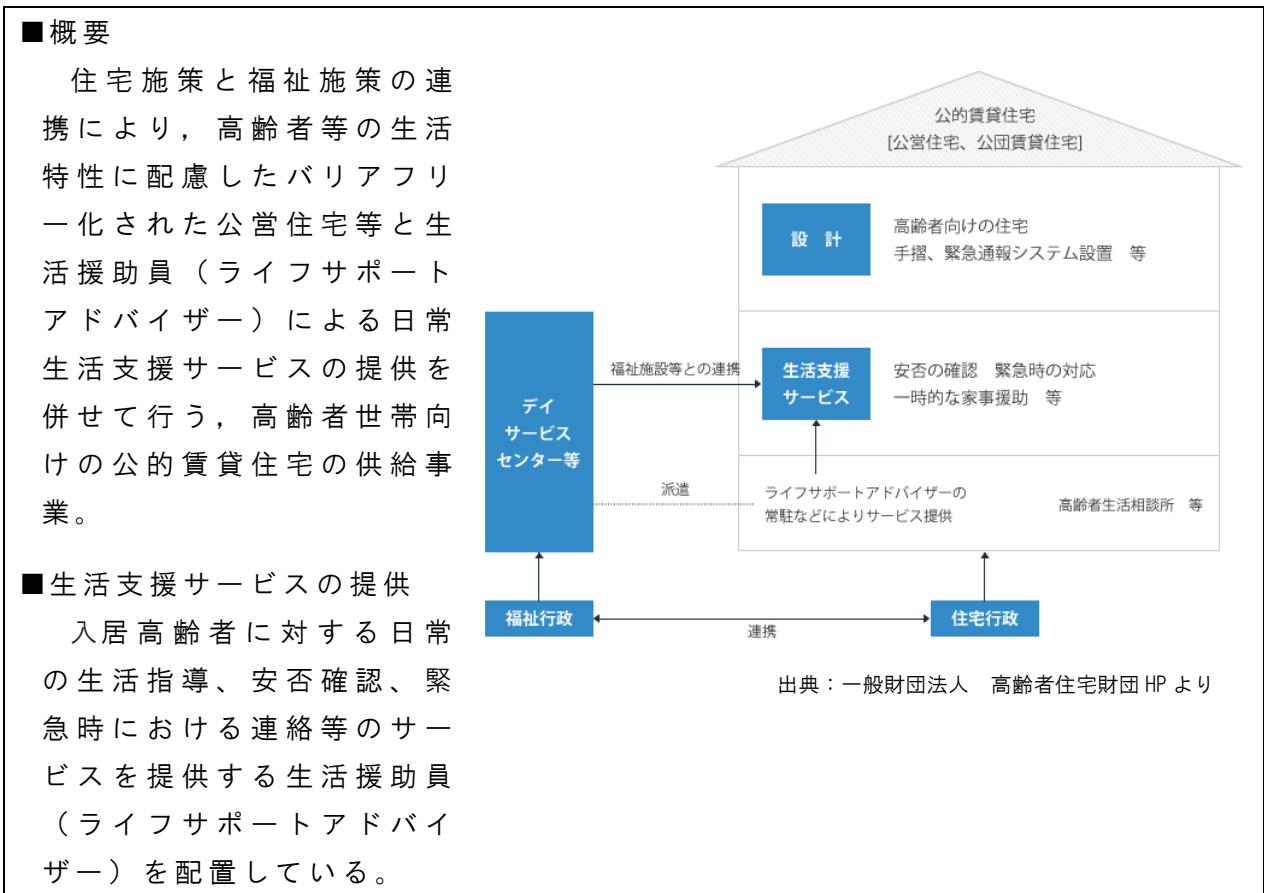 ■概要
住宅施策と福祉施策の連
携により，高齢者等の生活
特性に配慮したバリアフリ
ー化された公営住宅等と生
活援助員（ライフサポート
アドバイザー）による日常
生活支援サービスの提供を
併せて行う，高齢者世帯向
けの公的賃貸住宅の供給事
業。
■生活支援サービスの提供
入居高齢者に対する日常
の生活指導、安否確認、緊
急時における連絡等のサー
ビスを提供する生活援助員
（ライフサポートアドバイ
ザー）を配置している。
公的賃貸住宅
[公営住宅、公団賃貸住宅]
設 計
高齢者向けの住宅
手摺、緊急通報システム設置　等
福祉施設等との連携
生活支援
サービス
安否の確認　緊急時の対応
一時的な家事援助　等
デイ
サービス
センター等
派遣
ライフサポートアドバイザーの
常駐などによりサービス提供
高齢者生活相談所　等
福祉行政
連携
住宅行政
出典：一般財団法人　高齢者住宅財団 HP より